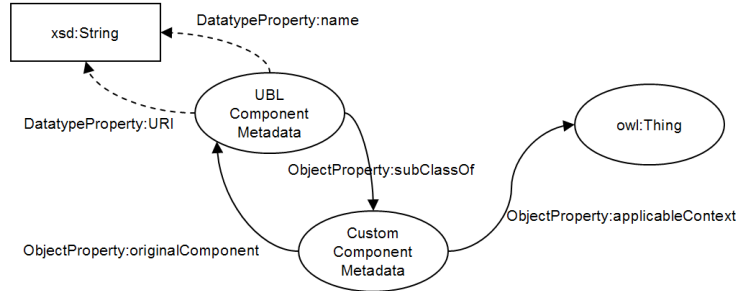 DatatypeProperty:name
xsd:String
UBL
Component
Metadata
DatatypeProperty:URI
owl:Thing
ObjectProperty:subClassOf
ObjectProperty:applicableContext
Custom
Component
Metadata
ObjectProperty:originalComponent